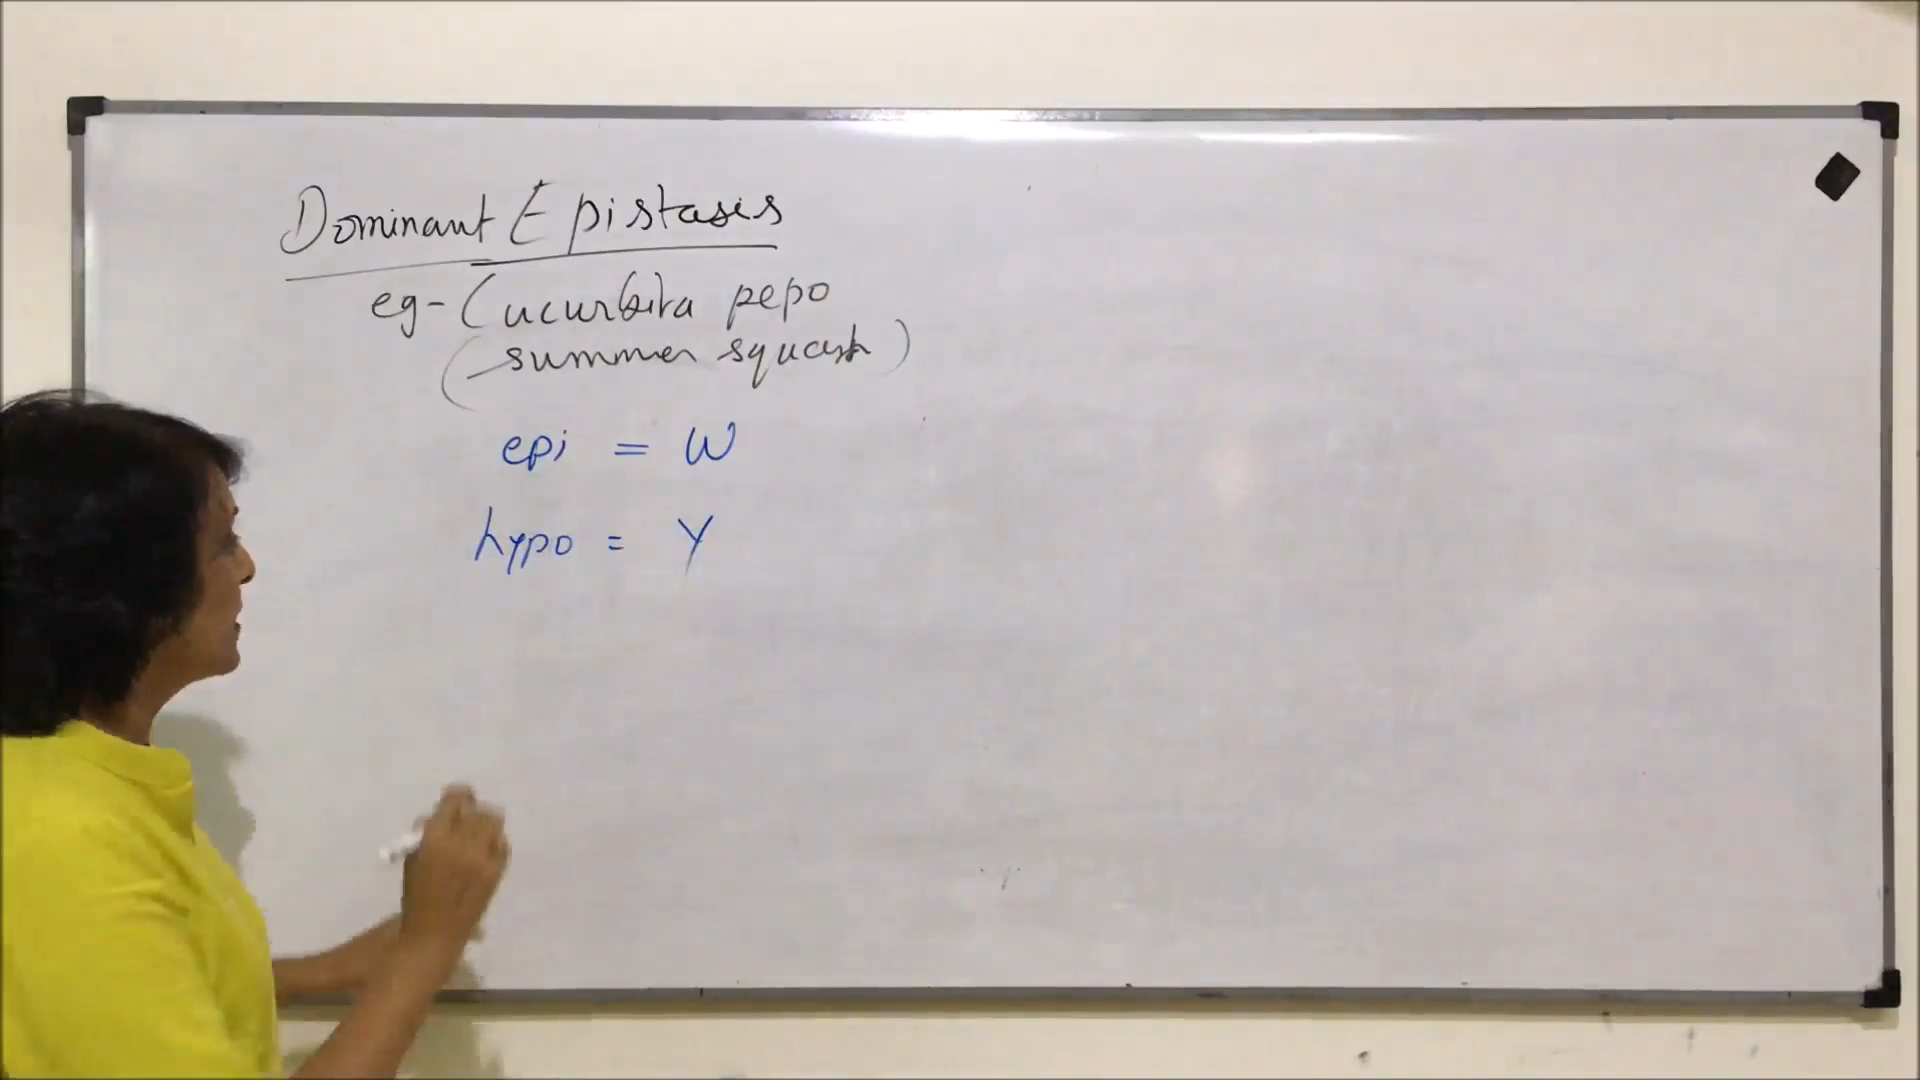 Dominant Epistasis
eg- Cucurbita pepo
(summer squash)
epi = W
hypo = Y